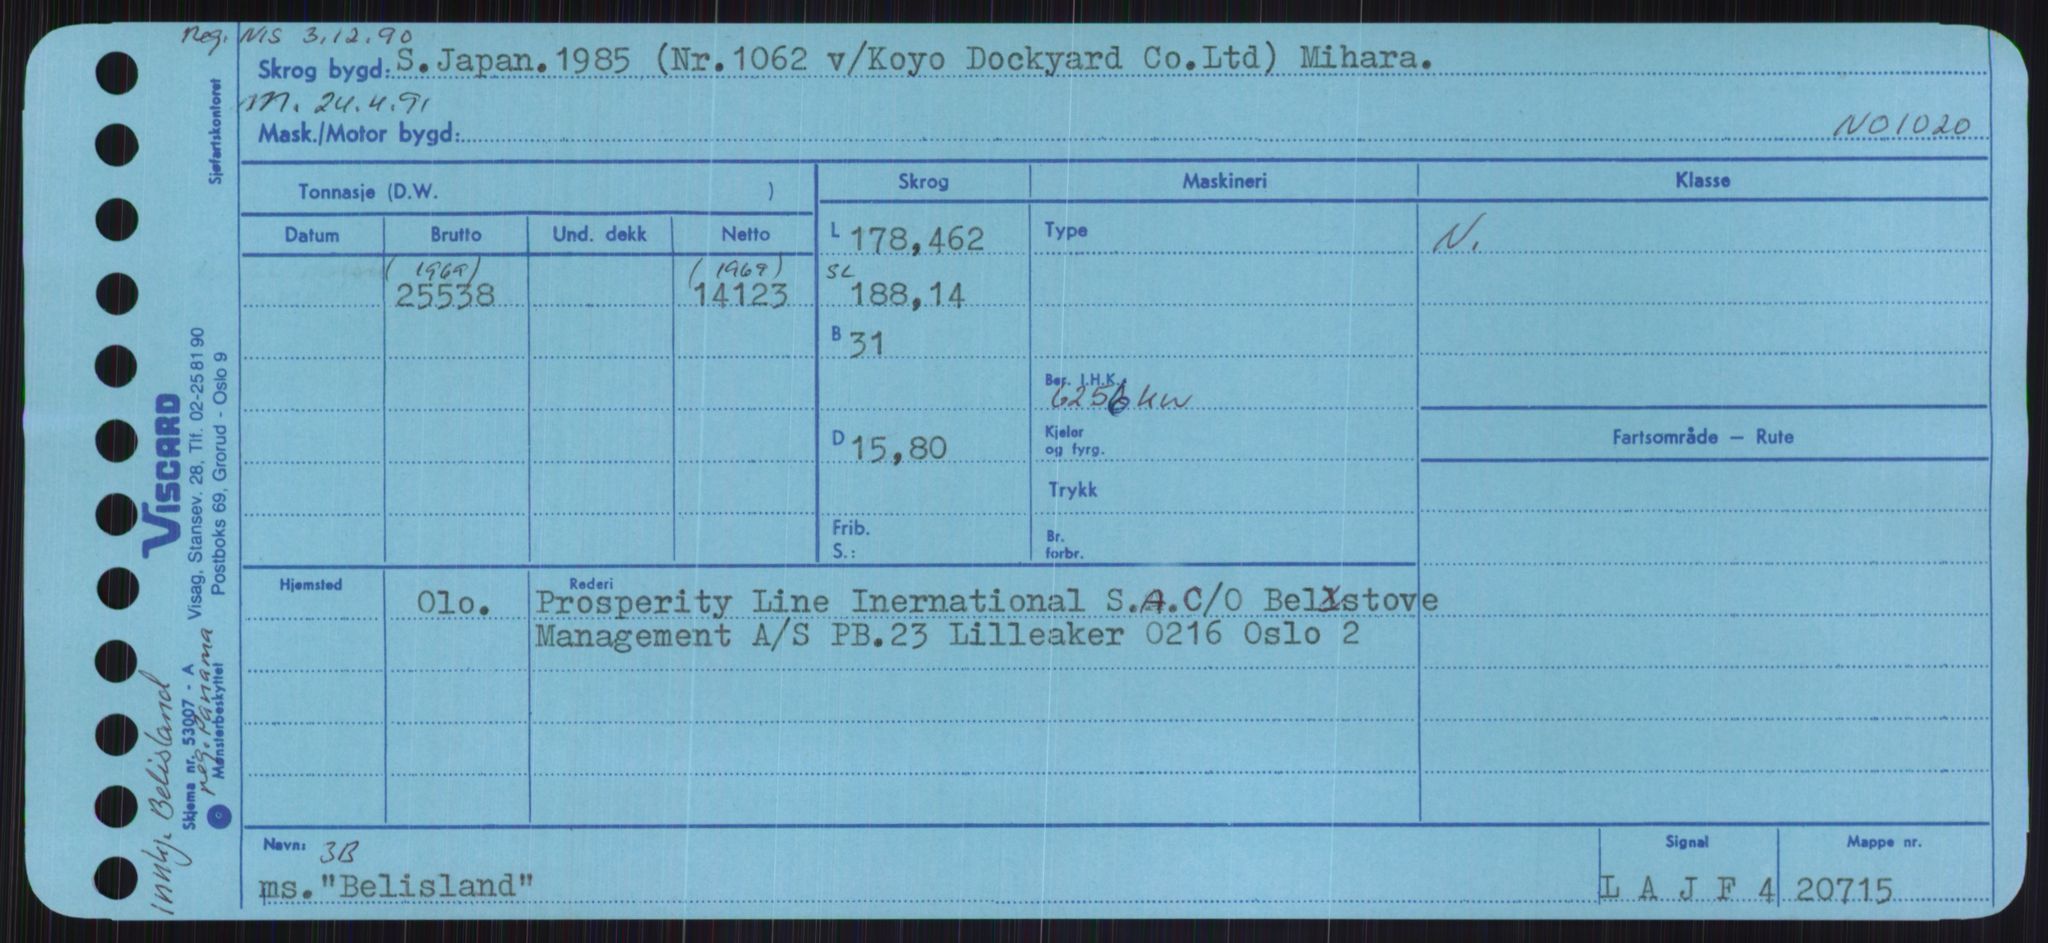 Reg. NIS 3.12.90
Skrog bygd: S.Japan.1985 (Nr.1062 v/Koyo Dockyard Co.Ltd) Mihara.
M. 24.4.91
Mask./Motor bygd:
NO1020
Tonnasje (D.W. )
Skrog
Maskineri
Klasse
Datum
Brutto
Und. dekk
Netto
L 178,462
Type
N.
(1969)
(1969)
25538
14123
SL
188,14
B 31
Ber. I.H.K.
6256 kW
Fartsområde — Rute
D 15,80
Kjeler
og fyrg.
Trykk
Frib.
S.:
Br.
forbr.
Hjemsted
Rederi
Olo.
Prosperity Line Inernational S.A.C/O Belxstove
Management A/S PB.23 Lilleaker 0216 Oslo 2
Navn: 3B
Signal
Mappe nr.
ms."Belisland"
L A J F 4
20715
Sjøfartskontoret
VISCARD
Visag, Stansev. 28, Tlf. 02-25 81 90
Postboks 69, Grorud - Oslo 9
Skjema nr. 53007 - A
Mønsterbeskyttet
reg. Panama
innkj. Belisland